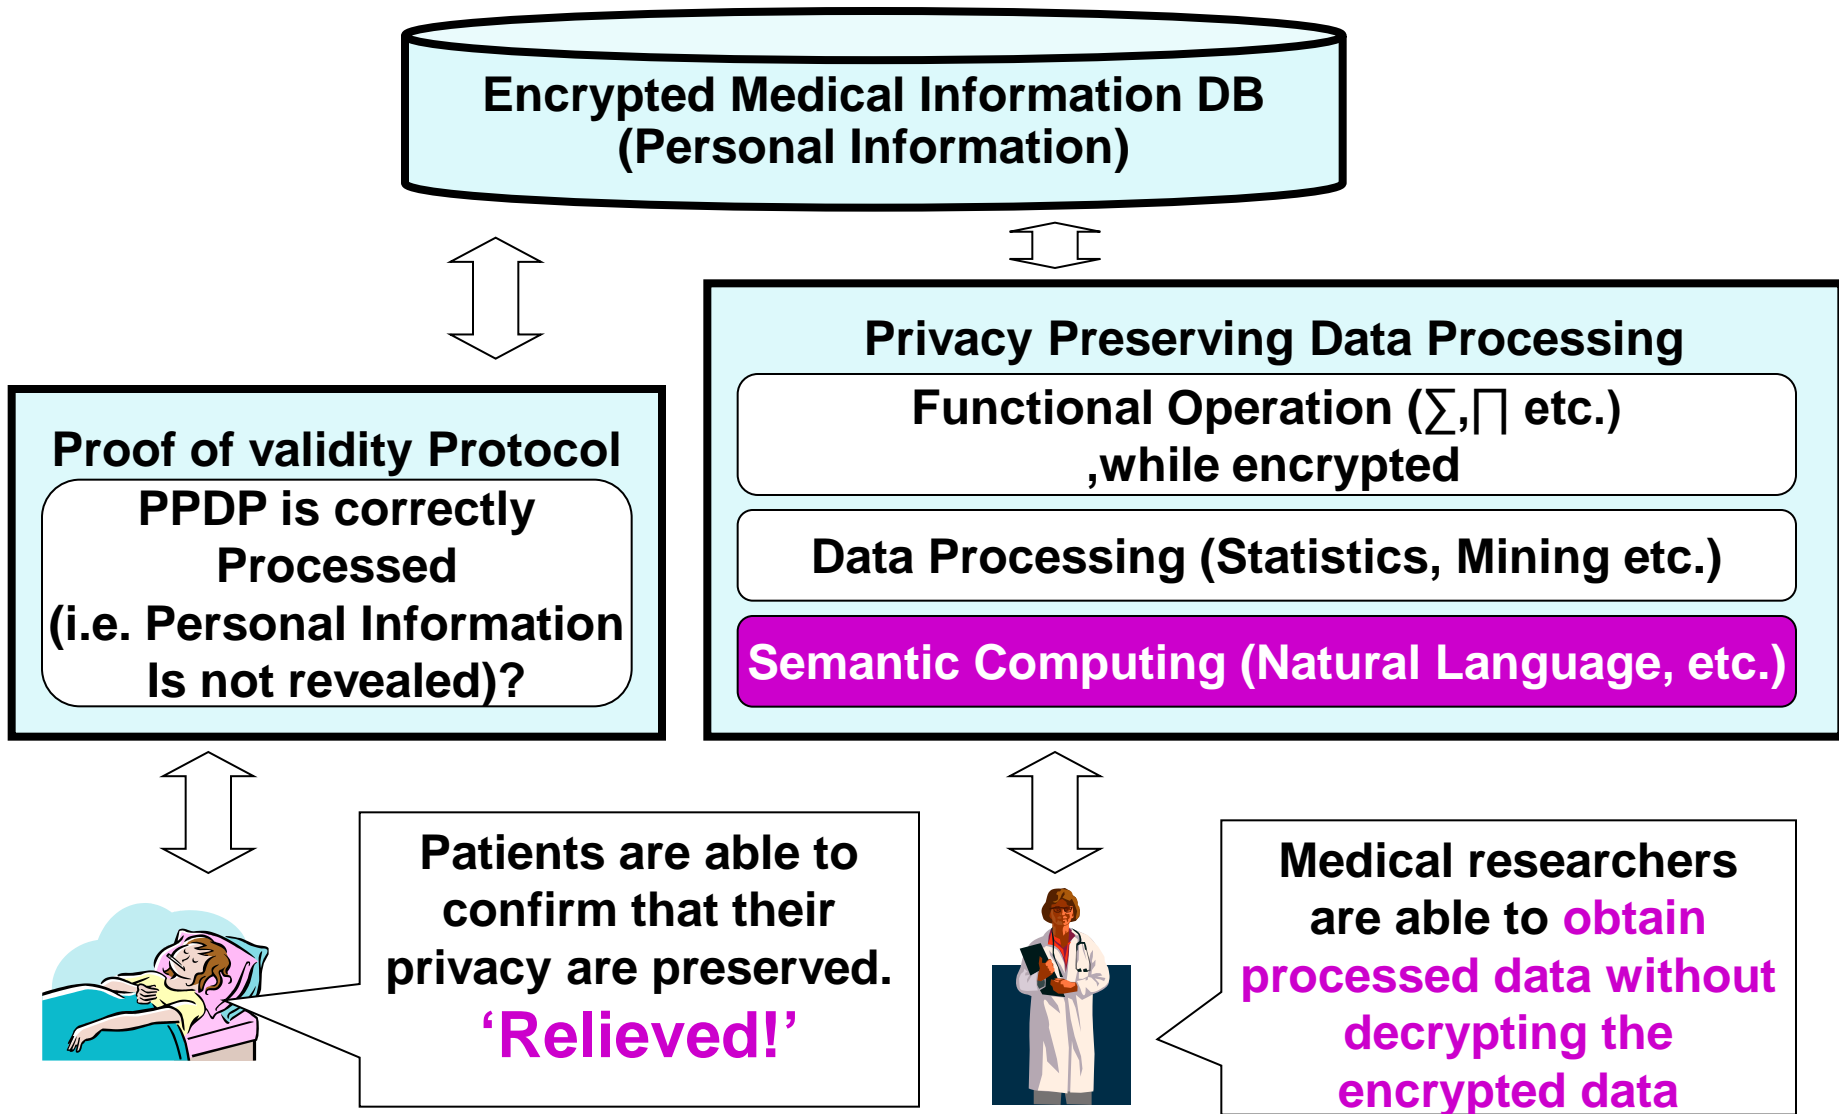 Encrypted Medical Information DB
(Personal Information)
Privacy Preserving Data Processing
Functional Operation (∑,∏ etc.)
,while encrypted
Data Processing (Statistics, Mining etc.)
Semantic Computing (Natural Language, etc.)
Proof of validity Protocol
PPDP is correctly
Processed
(i.e. Personal Information
Is not revealed)?
Patients are able to
confirm that their
privacy are preserved.
‘Relieved!’
Medical researchers
are able to obtain
processed data without
decrypting the
encrypted data